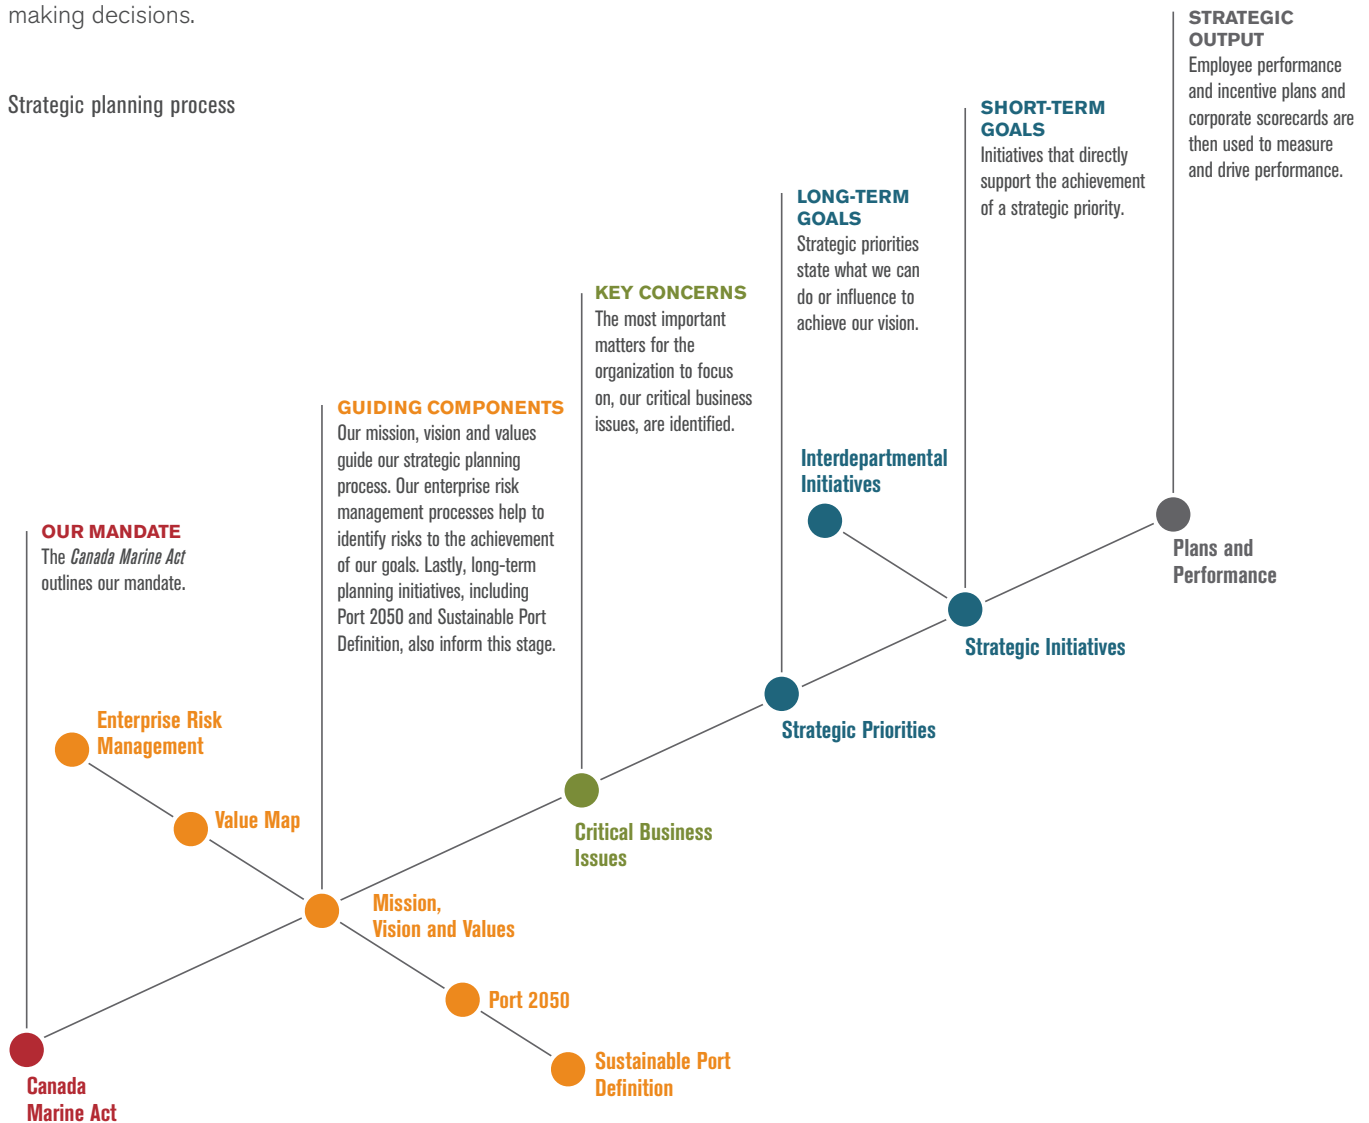 making decisions.
Strategic planning process
STRATEGIC
OUTPUT
Employee performance
and incentive plans and
corporate scorecards are
then used to measure
and drive performance.
SHORT-TERM
GOALS
Initiatives that directly
support the achievement
of a strategic priority.
LONG-TERM
GOALS
Strategic priorities
state what we can
do or influence to
achieve our vision.
KEY CONCERNS
The most important
matters for the
organization to focus
on, our critical business
issues, are identified.
GUIDING COMPONENTS
Our mission, vision and values
guide our strategic planning
process. Our enterprise risk
management processes help to
identify risks to the achievement
of our goals. Lastly, long-term
planning initiatives, including
Port 2050 and Sustainable Port
Definition, also inform this stage.
OUR MANDATE
The Canada Marine Act
outlines our mandate.
Interdepartmental
Initiatives
Plans and
Performance
Strategic Initiatives
Strategic Priorities
Enterprise Risk
Management
Value Map
Critical Business
Issues
Mission,
Vision and Values
Port 2050
Sustainable Port
Definition
Canada
Marine Act